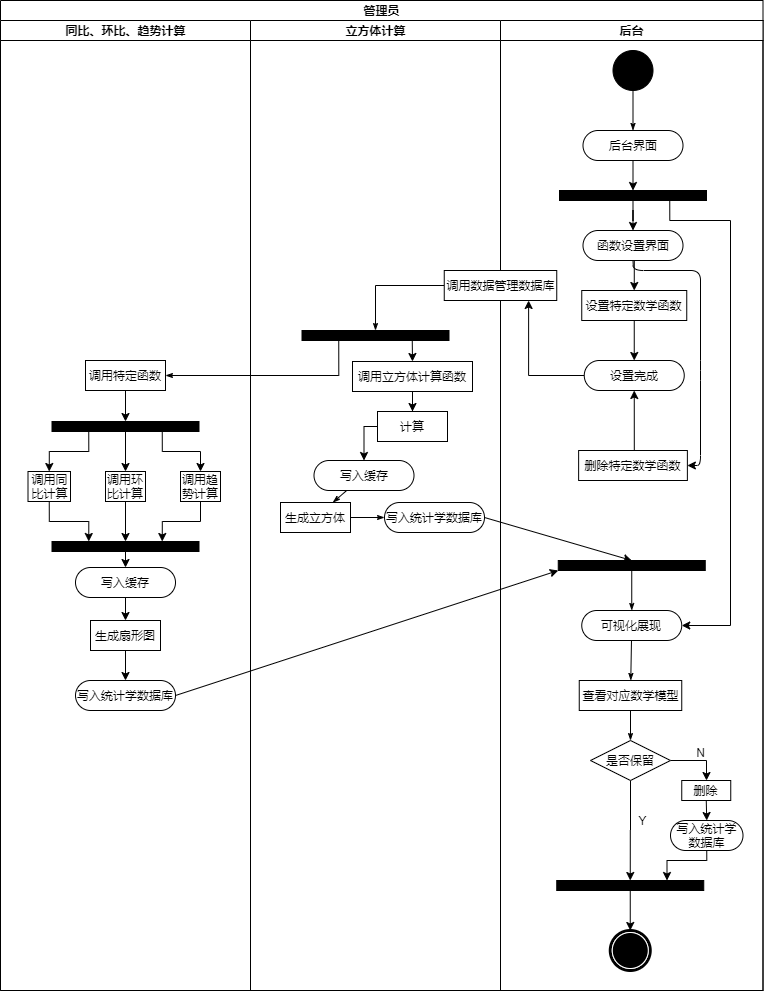 管理员
同比、环比、趋势计算
立方体计算
后台
后台界面
函数设置界面
调用数据管理数据库
设置特定数学函数
调用特定函数
调用立方体计算函数
设置完成
计算
删除特定数学函数
调用同
比计算
调用环
比计算
调用趋
势计算
写入缓存
生成立方体
写入统计学数据库
写入缓存
生成扇形图
写入统计学数据库
可视化展现
查看对应数学模型
是否保留
N
删除
Y
写入统计学
数据库